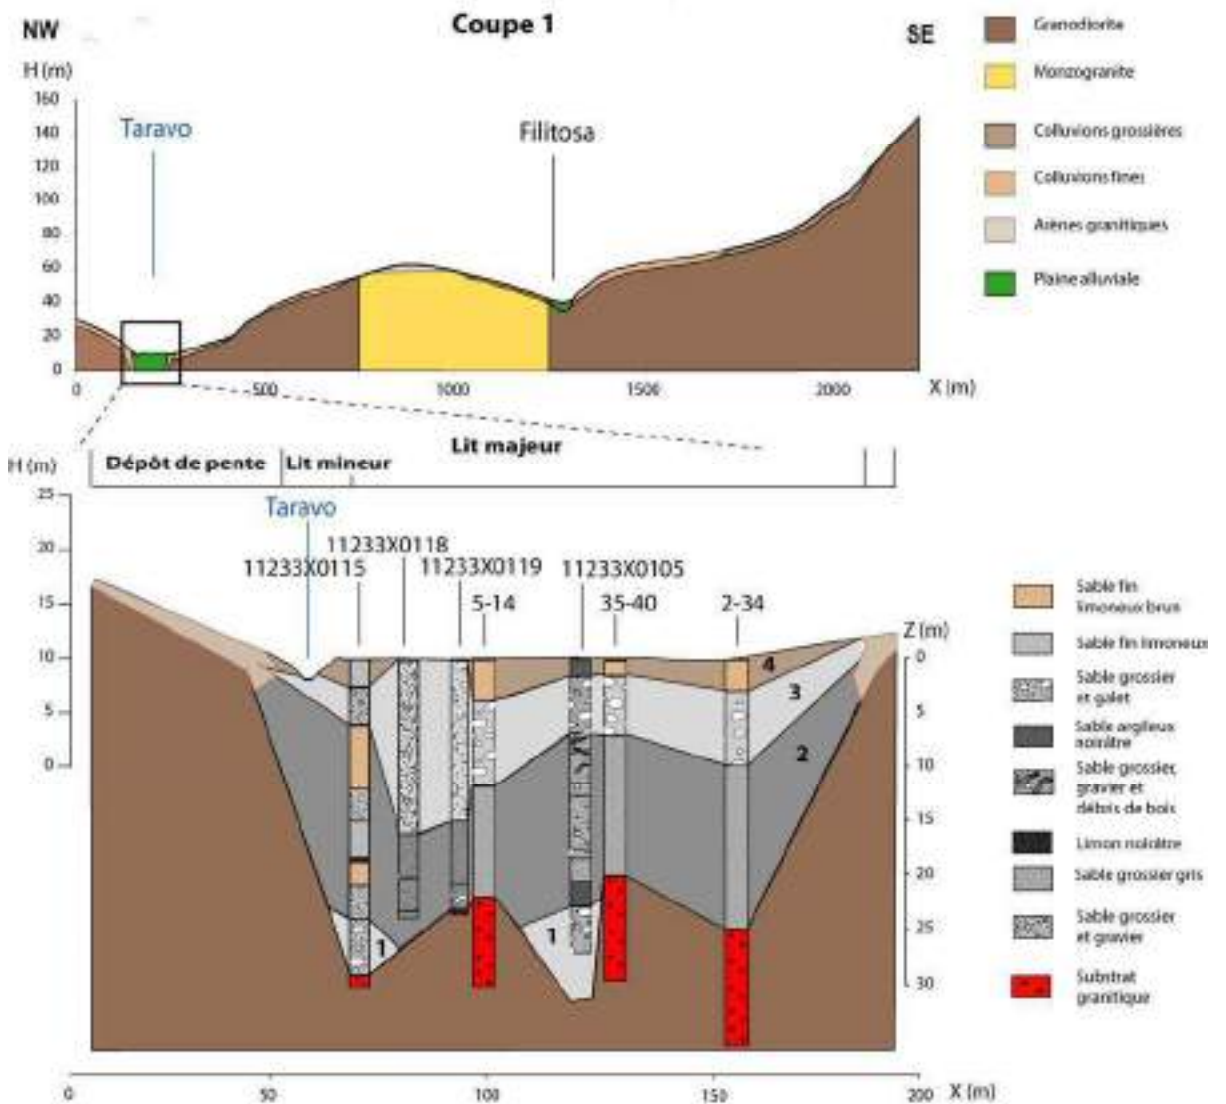 NW
Coupe 1
SE
H (m)
160
140
120
100
80
60
40
20
0
Taravo
Filitosa
0
500
1000
1500
2000
X (m)
Granodiorite
Monzogranite
Colluvions grossières
Colluvions fines
Arènes granitiques
Plaine alluviale
Lit majeur
Dépôt de pente
Lit mineur
H (m)
25
20
15
10
5
0
Taravo
11233X0118
11233X0115
11233X0119
11233X0105
5-14
35-40
2-34
Z (m)
0
5
10
15
20
25
30
4
3
2
1
1
0
50
100
150
200
X (m)
Sable fin
limoneux brun
Sable fin limoneux
Sable grossier
et galet
Sable argileux
noirâtre
Sable grossier,
gravier et
débris de bois
Limon noirâtre
Sable grossier gris
Sable grossier
et gravier
Substrat
granitique